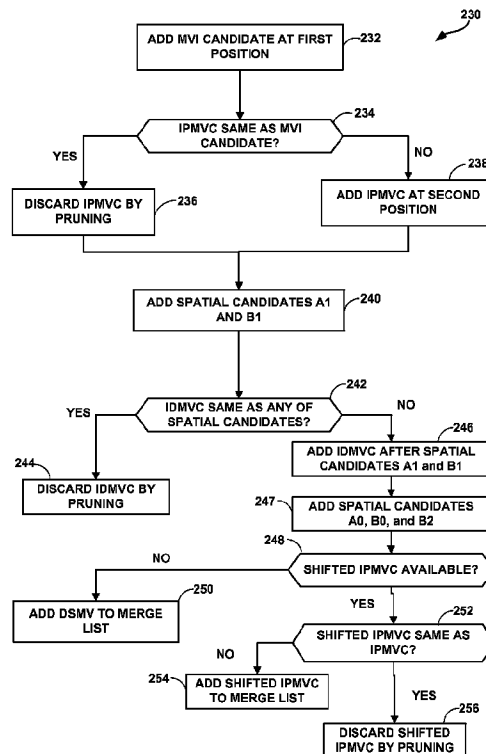 230
ADD MVI CANDIDATE AT FIRST
POSITION
232
234
IPMVC SAME AS MVI
CANDIDATE?
YES
NO
238
DISCARD IPMVC BY
PRUNING
236
ADD IPMVC AT SECOND
POSITION
ADD SPATIAL CANDIDATES A1
AND B1
240
242
IDMVC SAME AS ANY OF
SPATIAL CANDIDATES?
YES
NO
246
244
DISCARD IDMVC BY
PRUNING
ADD IDMVC AFTER SPATIAL
CANDIDATES A1 and B1
247
ADD SPATIAL CANDIDATES
A0, B0, and B2
248
NO
SHIFTED IPMVC AVAILABLE?
250
ADD DSMV TO MERGE
LIST
YES
252
SHIFTED IPMVC SAME AS
IPMVC?
NO
254
ADD SHIFTED IPMVC
TO MERGE LIST
YES
256
DISCARD SHIFTED
IPMVC BY PRUNING